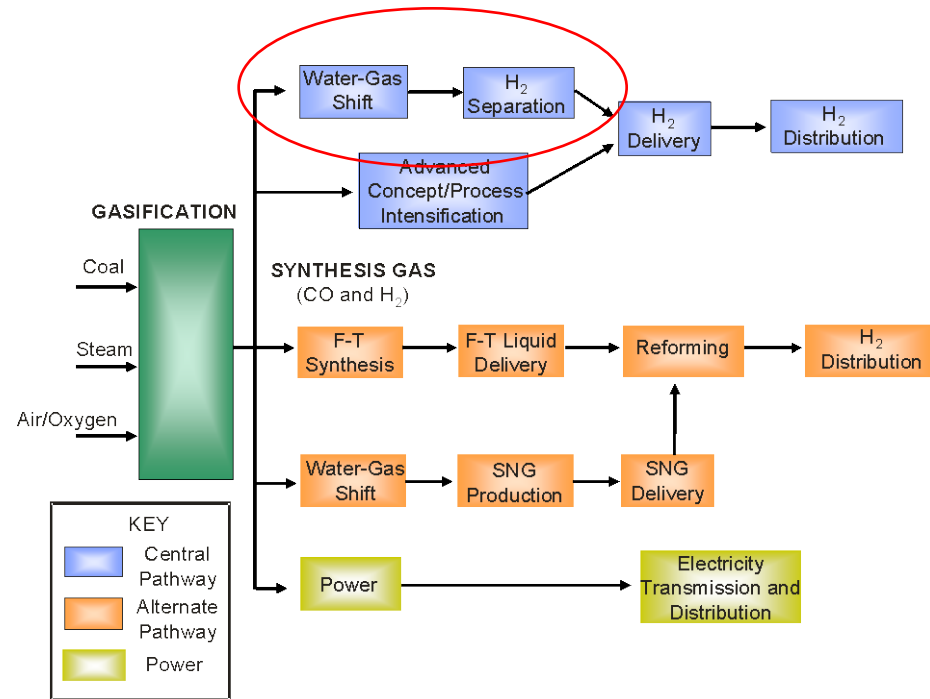 Water-Gas
Shift
H₂
Separation
H₂
Delivery
H₂
Distribution
Advanced
Concept/Process
Intensification
GASIFICATION
Coal
Steam
Air/Oxygen
SYNTHESIS GAS
(CO and H₂)
F-T
Synthesis
F-T Liquid
Delivery
Reforming
H₂
Distribution
Water-Gas
Shift
SNG
Production
SNG
Delivery
Power
Electricity
Transmission and
Distribution
KEY
Central
Pathway
Alternate
Pathway
Power